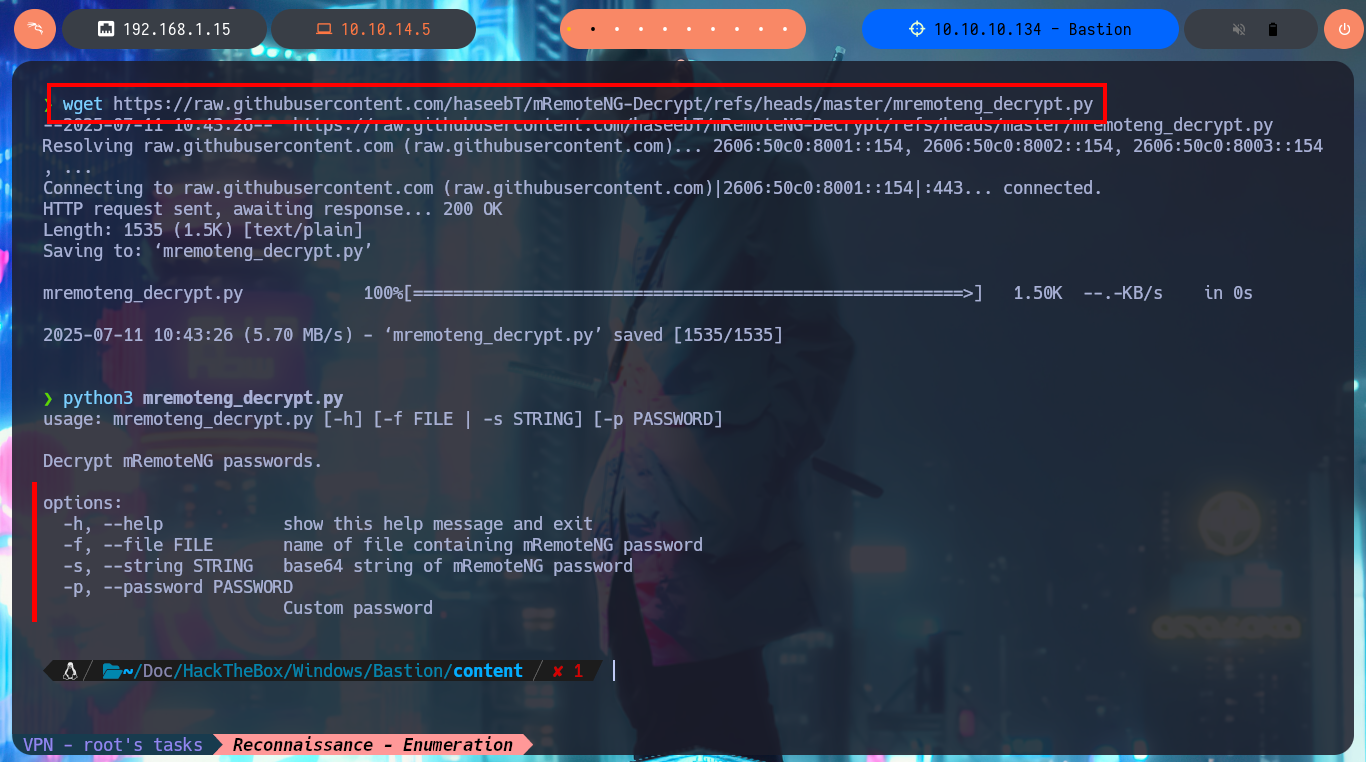 192.168.1.15 10.10.14.5 10.10.10.134 - Bastion
❯ wget https://raw.githubusercontent.com/haseebT/mRemoteNG-Decrypt/refs/heads/master/mremoteng_decrypt.py
--2025-07-11 10:43:26--  https://raw.githubusercontent.com/haseebT/mRemoteNG-Decrypt/refs/heads/master/mremoteng_decrypt.py
Resolving raw.githubusercontent.com (raw.githubusercontent.com)... 2606:50c0:8001::154, 2606:50c0:8002::154, 2606:50c0:8003::154
, ...
Connecting to raw.githubusercontent.com (raw.githubusercontent.com)|2606:50c0:8001::154|:443... connected.
HTTP request sent, awaiting response... 200 OK
Length: 1535 (1.5K) [text/plain]
Saving to: ‘mremoteng_decrypt.py’
mremoteng_decrypt.py            100%[=======================================================>]   1.50K  --.-KB/s    in 0s
2025-07-11 10:43:26 (5.70 MB/s) - ‘mremoteng_decrypt.py’ saved [1535/1535]
❯ python3 mremoteng_decrypt.py
usage: mremoteng_decrypt.py [-h] [-f FILE | -s STRING] [-p PASSWORD]
Decrypt mRemoteNG passwords.
options:
  -h, --help            show this help message and exit
  -f, --file FILE       name of file containing mRemoteNG password
  -s, --string STRING   base64 string of mRemoteNG password
  -p, --password PASSWORD
                        Custom password
~/Doc/HackTheBox/Windows/Bastion/content / ✘ 1
VPN - root's tasks Reconnaissance - Enumeration